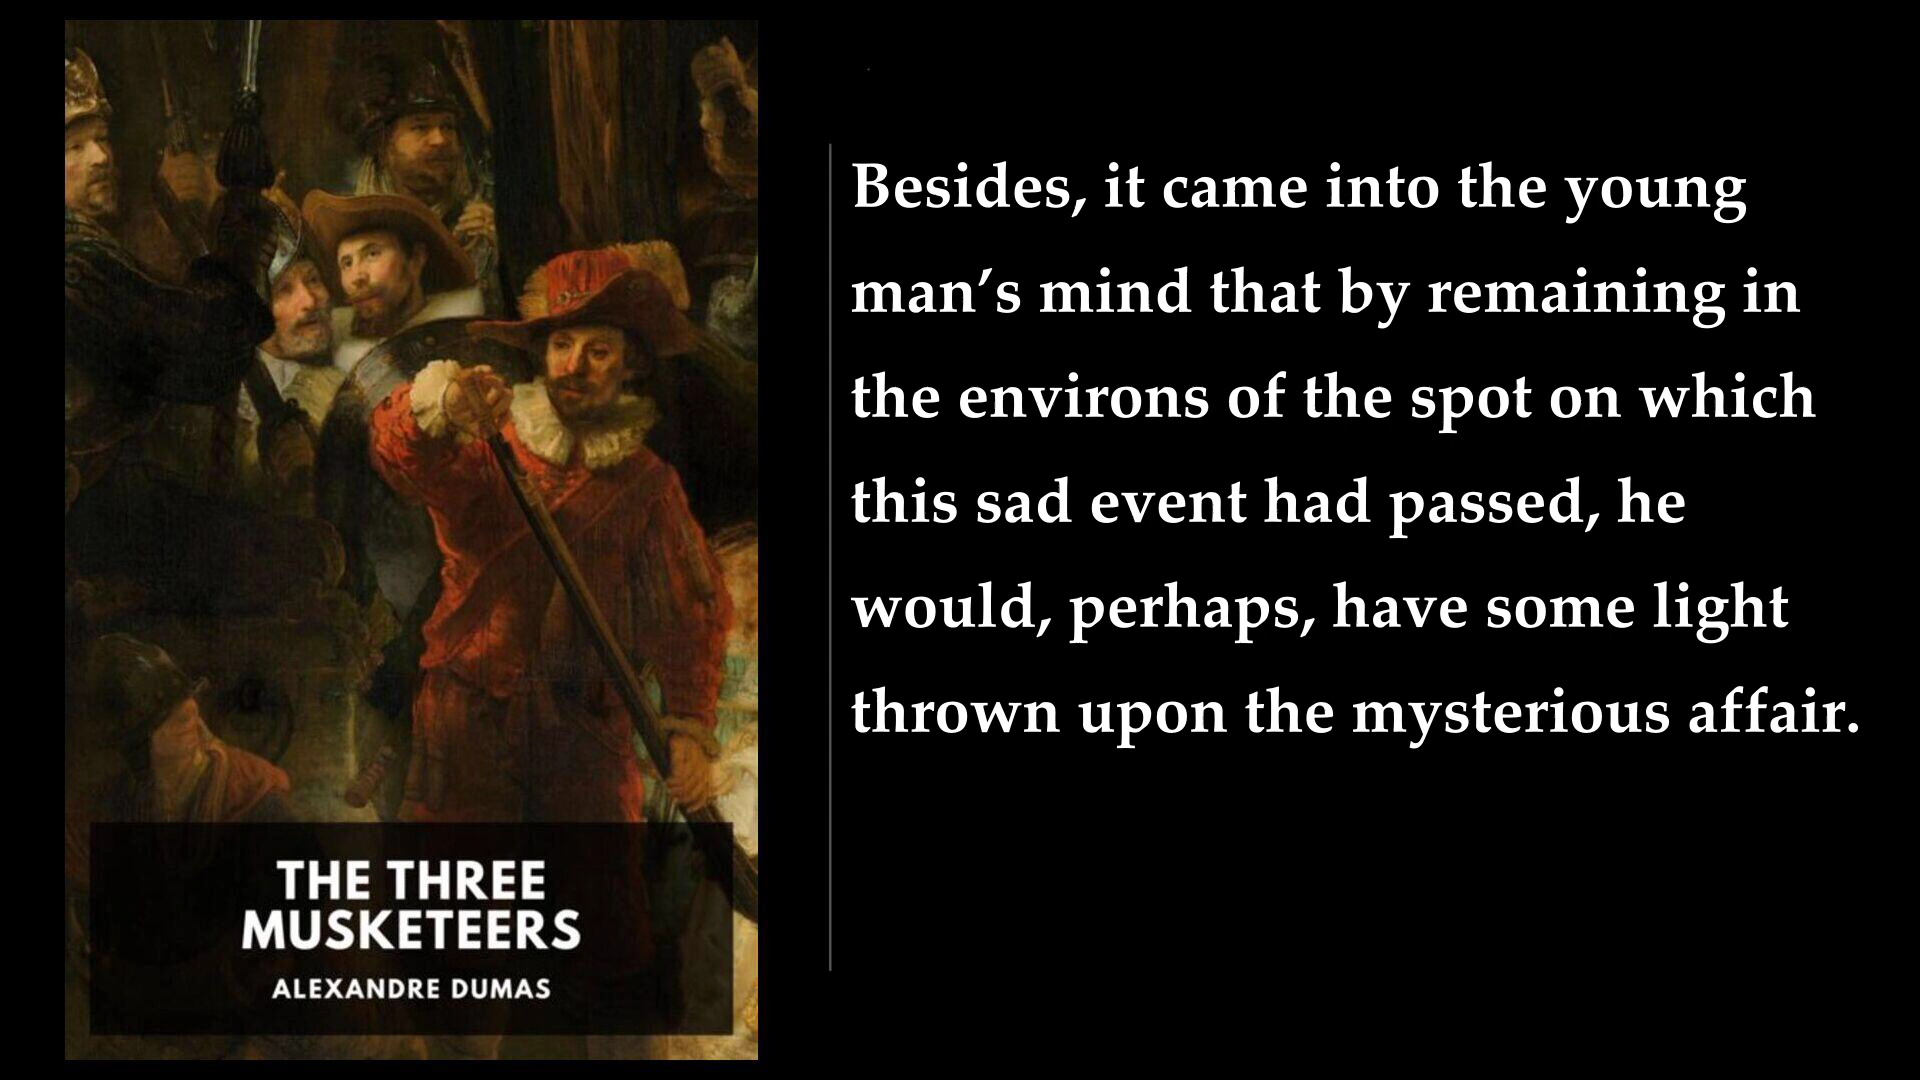 Besides, it came into the young
man’s mind that by remaining in
the environs of the spot on which
this sad event had passed, he
would, perhaps, have some light
thrown upon the mysterious affair.
THE THREE
MUSKETEERS
ALEXANDRE DUMAS